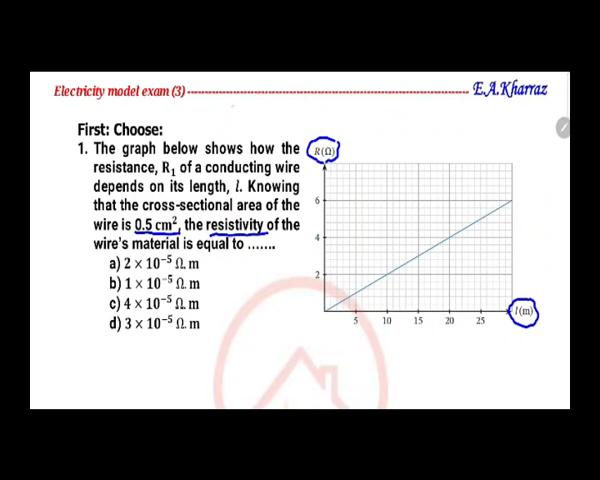 Electricity model exam (3)
E.A.Kharraz
First: Choose:
1. The graph below shows how the
resistance, R₁ of a conducting wire
depends on its length, l. Knowing
that the cross-sectional area of the
wire is 0.5 cm², the resistivity of the
wire's material is equal to .......
a) 2 × 10⁻⁵ Ω. m
b) 1 × 10⁻⁵ Ω. m
c) 4 × 10⁻⁵ Ω. m
d) 3 × 10⁻⁵ Ω. m
R(Ω)
6
4
2
5 10 15 20 25
l(m)